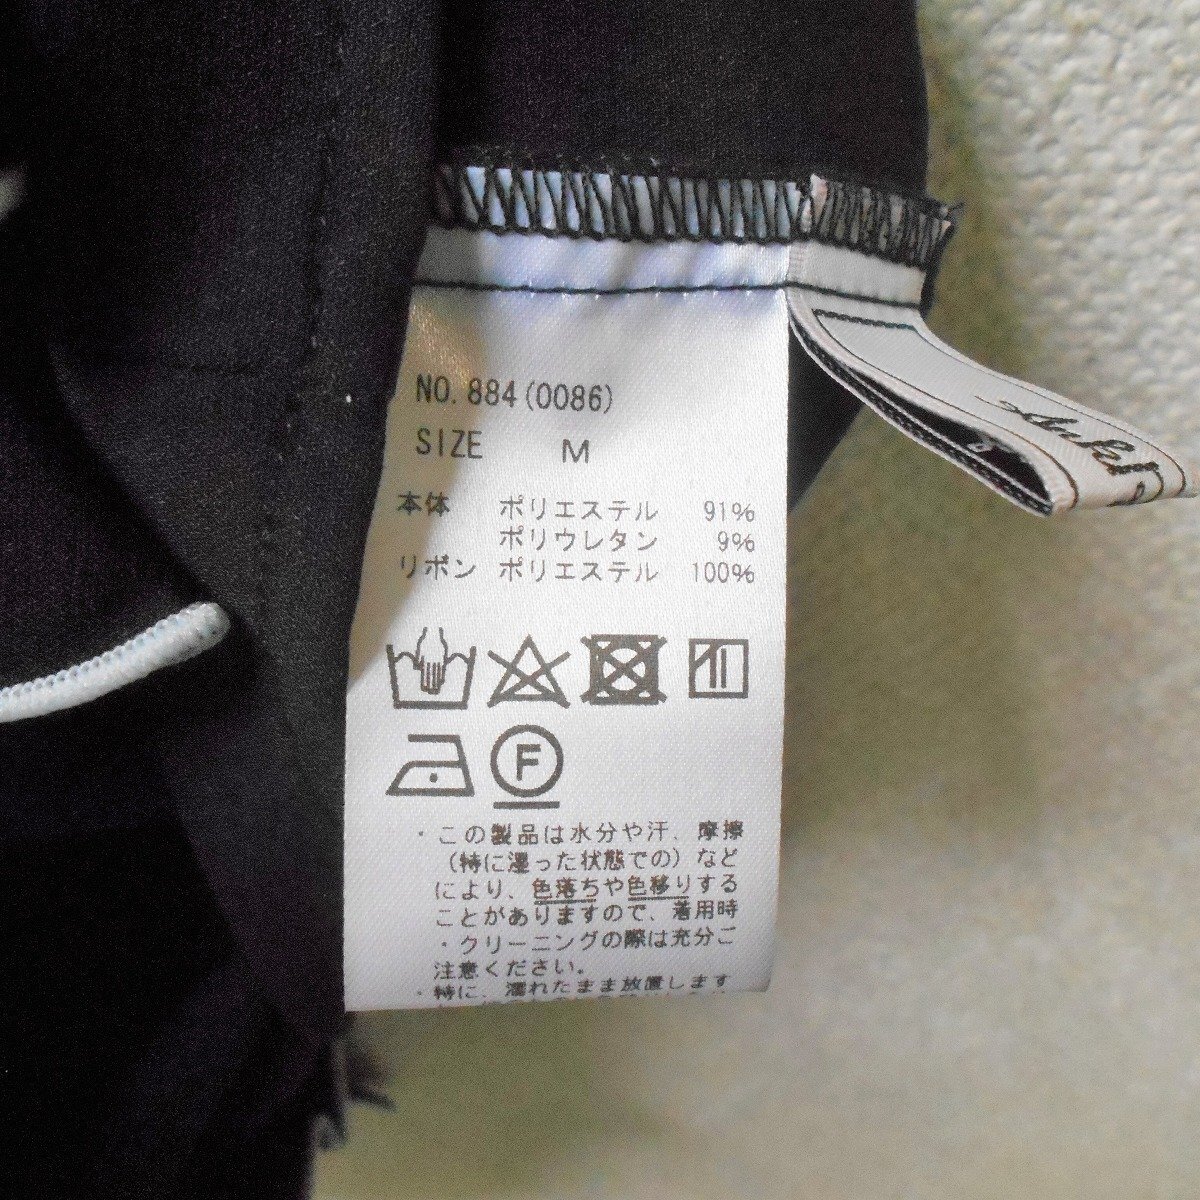 NO. 884(0086)
SIZE M
本体 ポリエステル 91%
ポリウレタン 9%
リボン ポリエステル 100%
F
・この製品は水分や汗、摩擦
(特に湿った状態での)など
により、色落ちや色移りする
ことがありますので、着用時
・クリーニングの際は充分ご
注意ください。
・特に、濡れたまま放置します